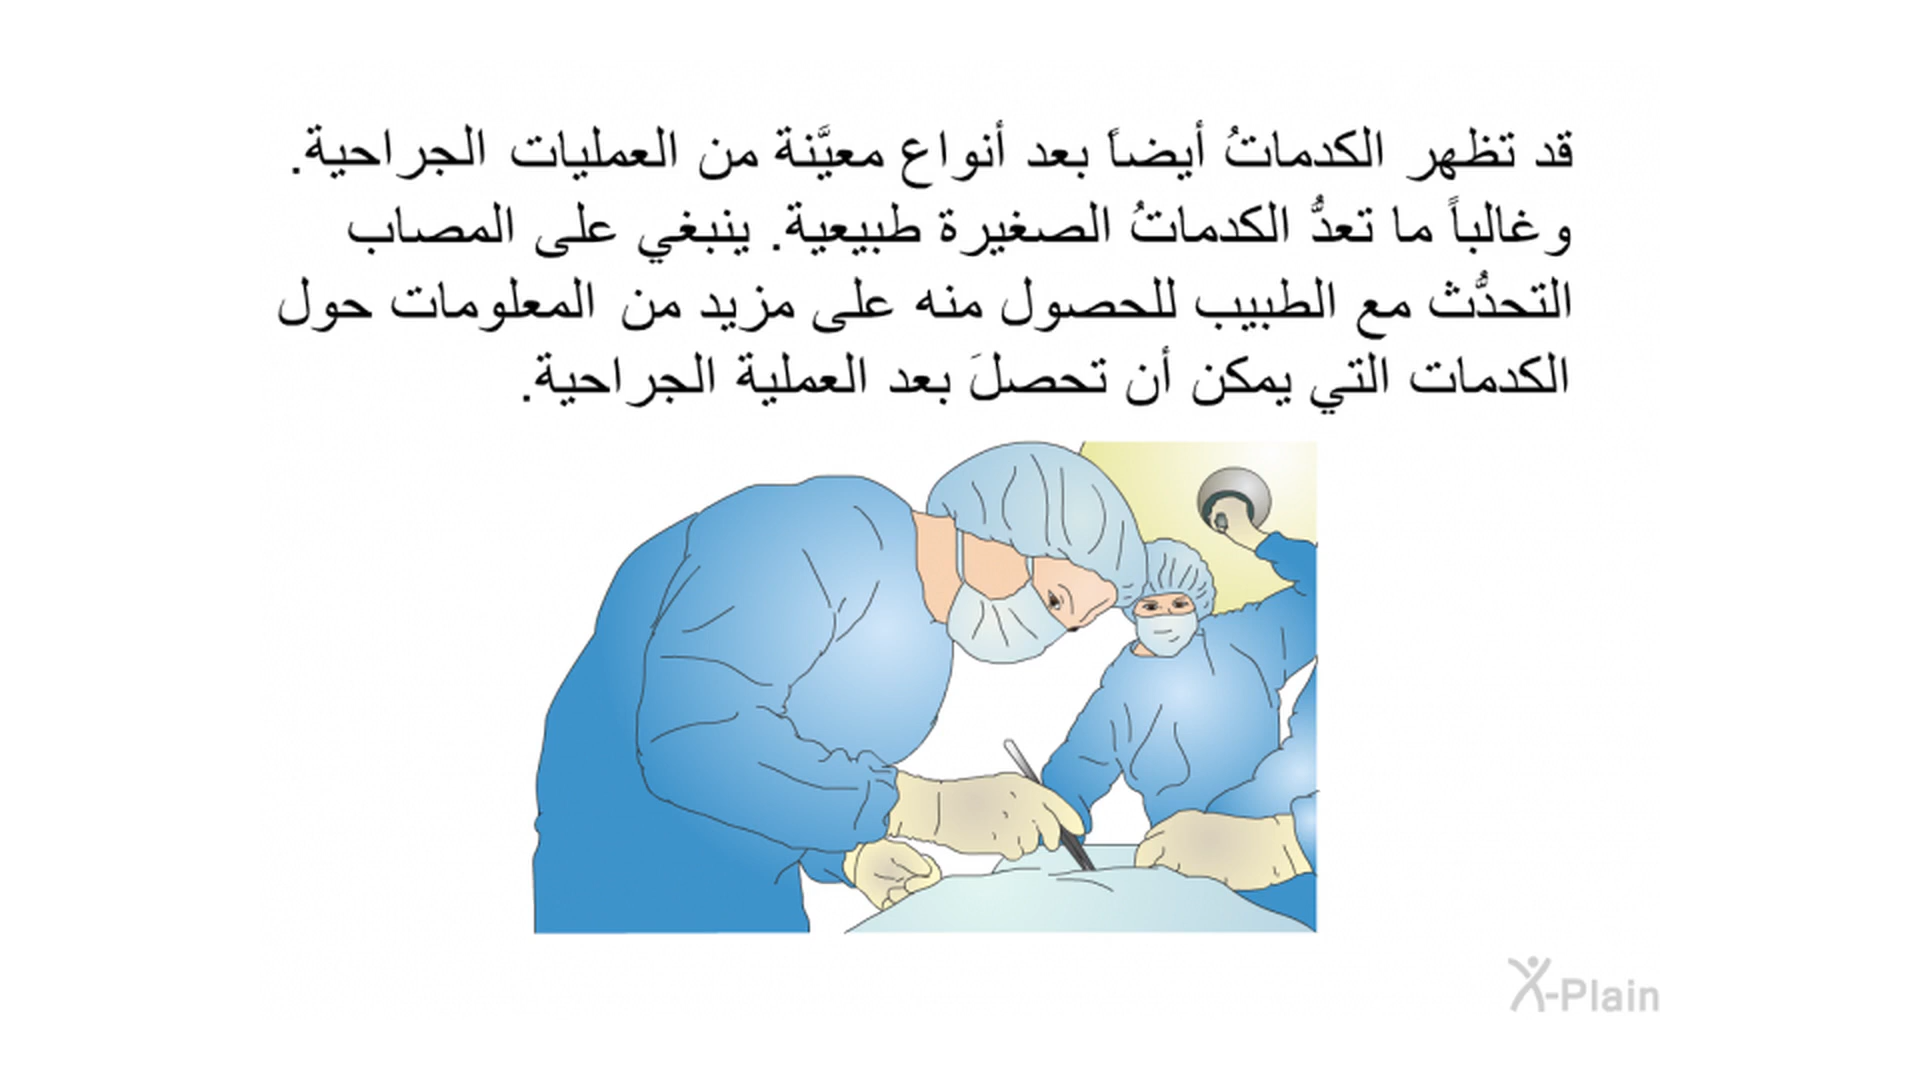 قد تظهر الكدماتُ أيضاً بعد أنواع معيَّنة من العمليات الجراحية.
وغالباً ما تعدُّ الكدماتُ الصغيرة طبيعية. ينبغي على المصاب
التحدُّث مع الطبيب للحصول منه على مزيد من المعلومات حول
الكدمات التي يمكن أن تحصلَ بعد العملية الجراحية.
X-Plain